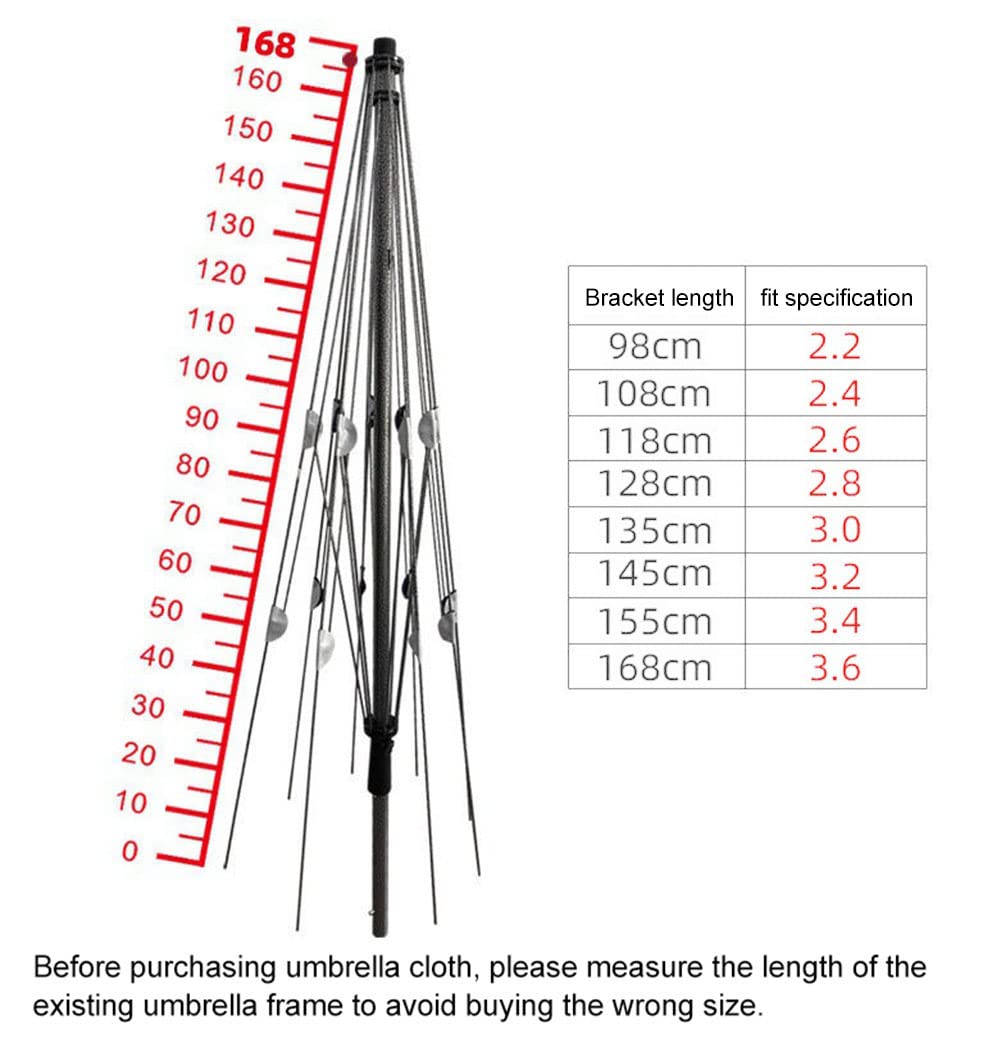 168
160
150
140
130
120
110
100
90
80
70
60
50
40
30
20
10
0
Bracket length fit specification
98cm 2.2
108cm 2.4
118cm 2.6
128cm 2.8
135cm 3.0
145cm 3.2
155cm 3.4
168cm 3.6
Before purchasing umbrella cloth, please measure the length of the
existing umbrella frame to avoid buying the wrong size.